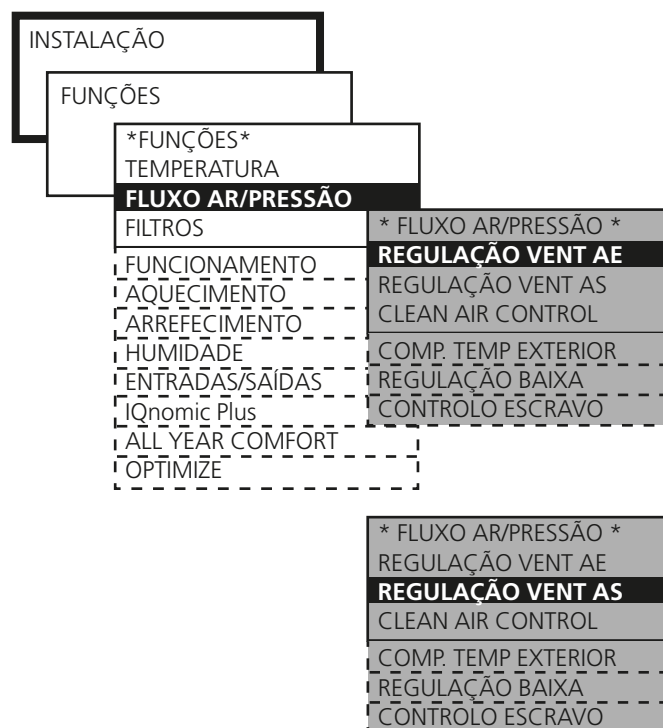 INSTALAÇÃO
FUNÇÕES
*FUNÇÕES*
TEMPERATURA
FLUXO AR/PRESSÃO
FILTROS
FUNCIONAMENTO
AQUECIMENTO
ARREFECIMENTO
HUMIDADE
ENTRADAS/SAÍDAS
IQnomic Plus
ALL YEAR COMFORT
OPTIMIZE
* FLUXO AR/PRESSÃO *
REGULAÇÃO VENT AE
REGULAÇÃO VENT AS
CLEAN AIR CONTROL
COMP. TEMP EXTERIOR
REGULAÇÃO BAIXA
CONTROLO ESCRAVO
* FLUXO AR/PRESSÃO *
REGULAÇÃO VENT AE
REGULAÇÃO VENT AS
CLEAN AIR CONTROL
COMP. TEMP EXTERIOR
REGULAÇÃO BAIXA
CONTROLO ESCRAVO